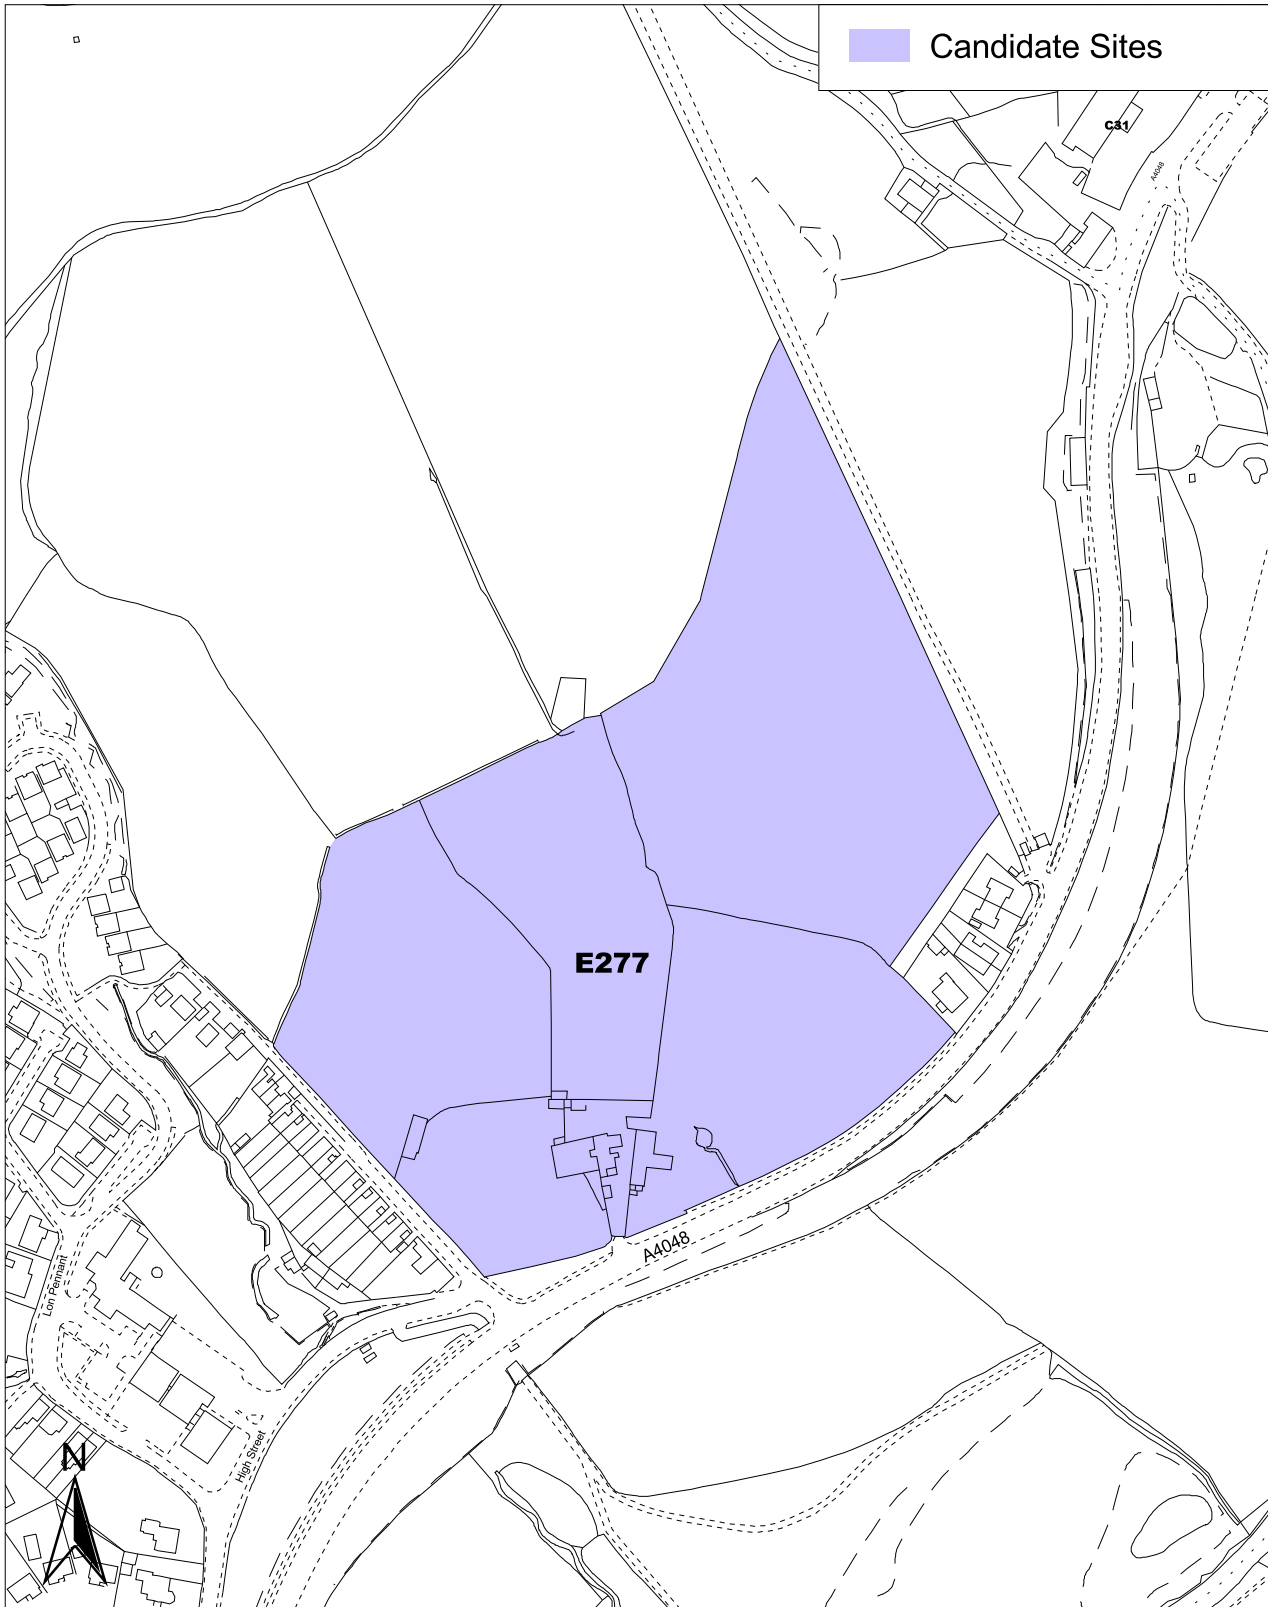 Candidate Sites
C31
A4048
E277
A4048
Lon Pennant
High Street
N